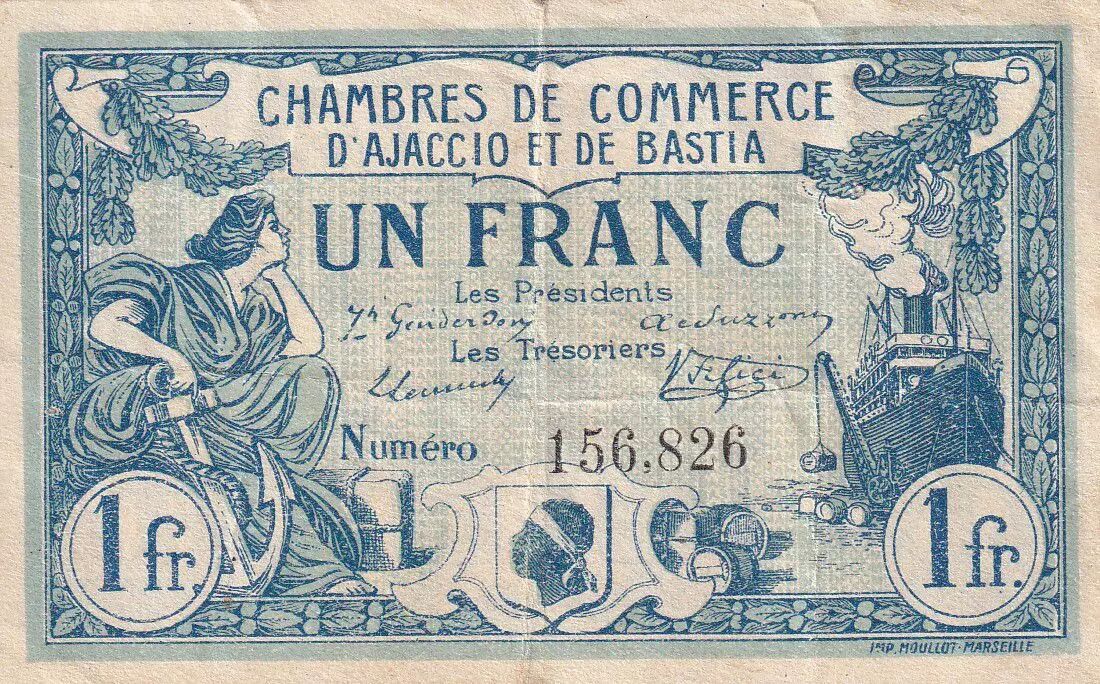 CHAMBRES DE COMMERCE
D'AJACCIO ET DE BASTIA
UN FRANC
Les Présidents
Les Trésoriers
V Felici
Numéro 156.826
1 fr. 1 fr.
IMP. MOULLOT - MARSEILLE